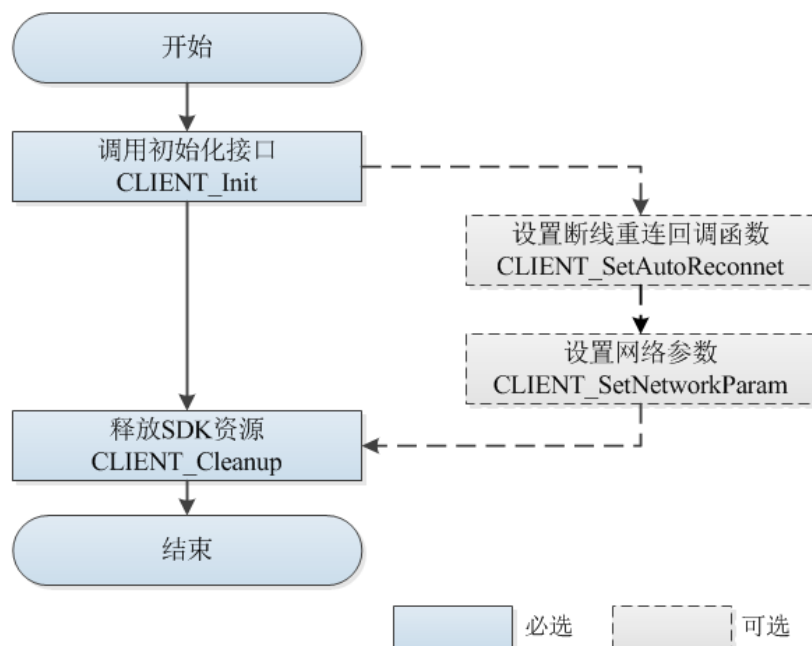 开始
调用初始化接口
CLIENT_Init
设置断线重连回调函数
CLIENT_SetAutoReconnet
设置网络参数
CLIENT_SetNetworkParam
释放SDK资源
CLIENT_Cleanup
结束
必选
可选